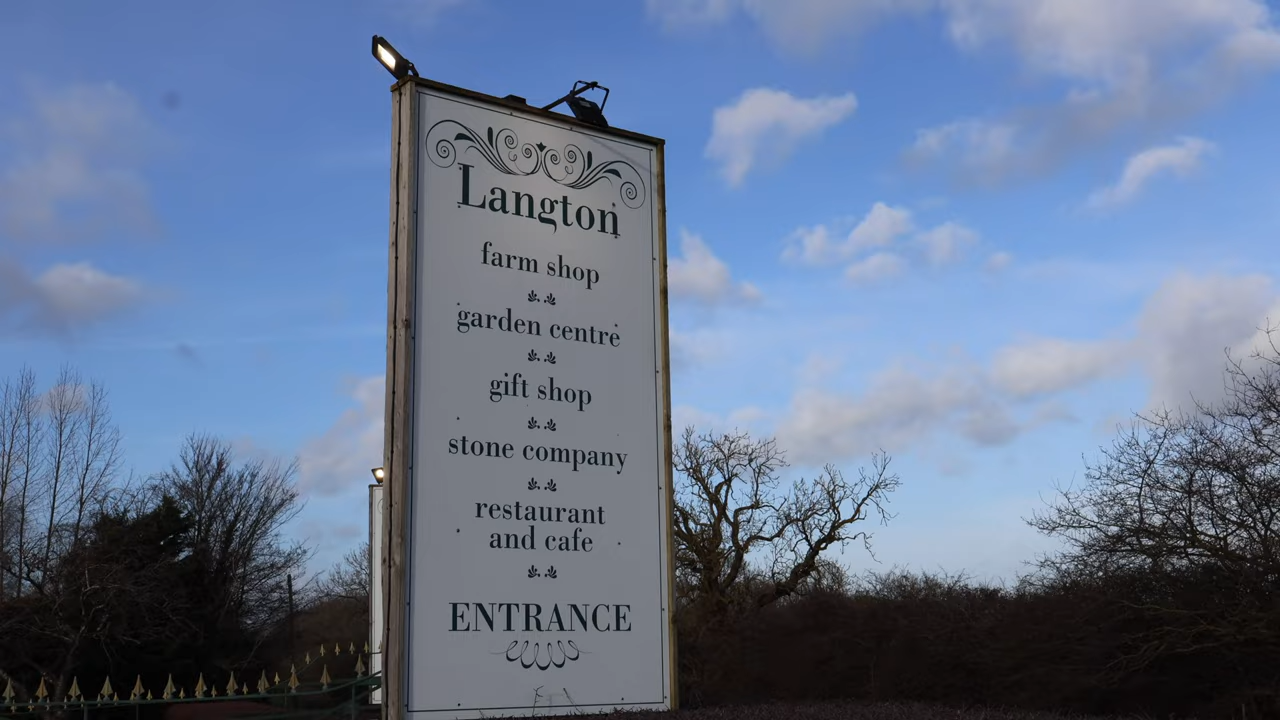 Langton
farm shop
garden centre
gift shop
stone company
restaurant
and cafe
ENTRANCE